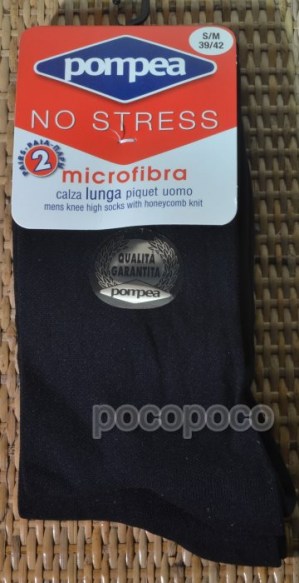 pompea
S/M
39/42
NO STRESS
PAIRS·PAIA·ΠΑΡΗ
2
microfibra
calza lunga piquet uomo
mens knee high socks with honeycomb knit
QUALITÀ
GARANTITA
pompea
pocopoco